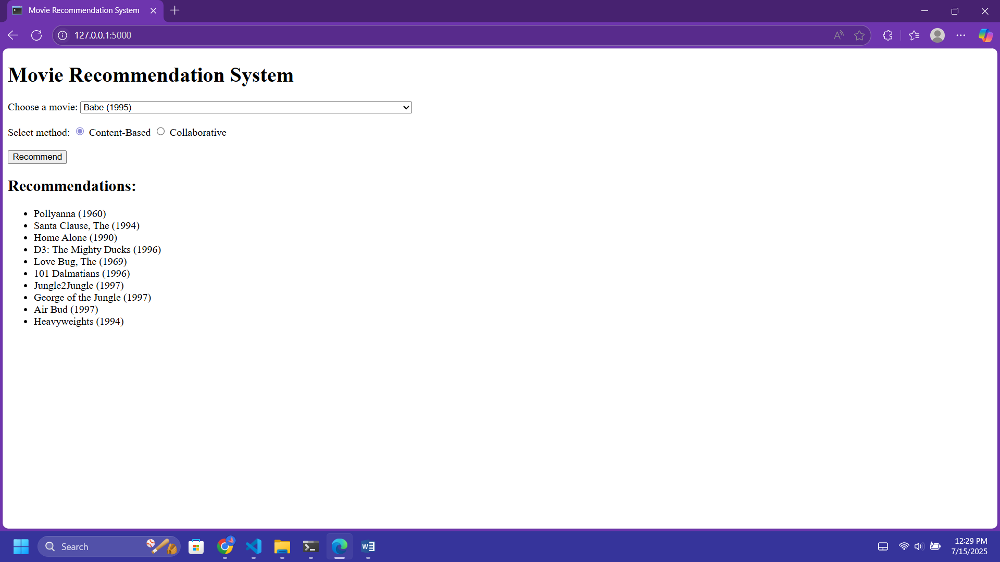 Movie Recommendation System
127.0.0.1:5000
Movie Recommendation System
Choose a movie: Babe (1995)
Select method: Content-Based Collaborative
Recommend
Recommendations:
Pollyanna (1960)
Santa Clause, The (1994)
Home Alone (1990)
D3: The Mighty Ducks (1996)
Love Bug, The (1969)
101 Dalmatians (1996)
Jungle2Jungle (1997)
George of the Jungle (1997)
Air Bud (1997)
Heavyweights (1994)
Search
12:29 PM
7/15/2025